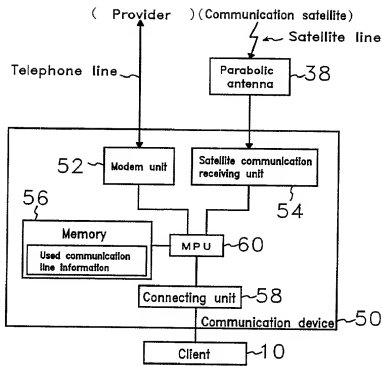 ( Provider ) (Communication satellite)
Satellite line
Telephone line
Parabolic antenna
38
52
Modem unit
Satellite communication receiving unit
54
56
Memory
Used communication line information
MPU
60
Connecting unit
58
Communication device
50
Client
10